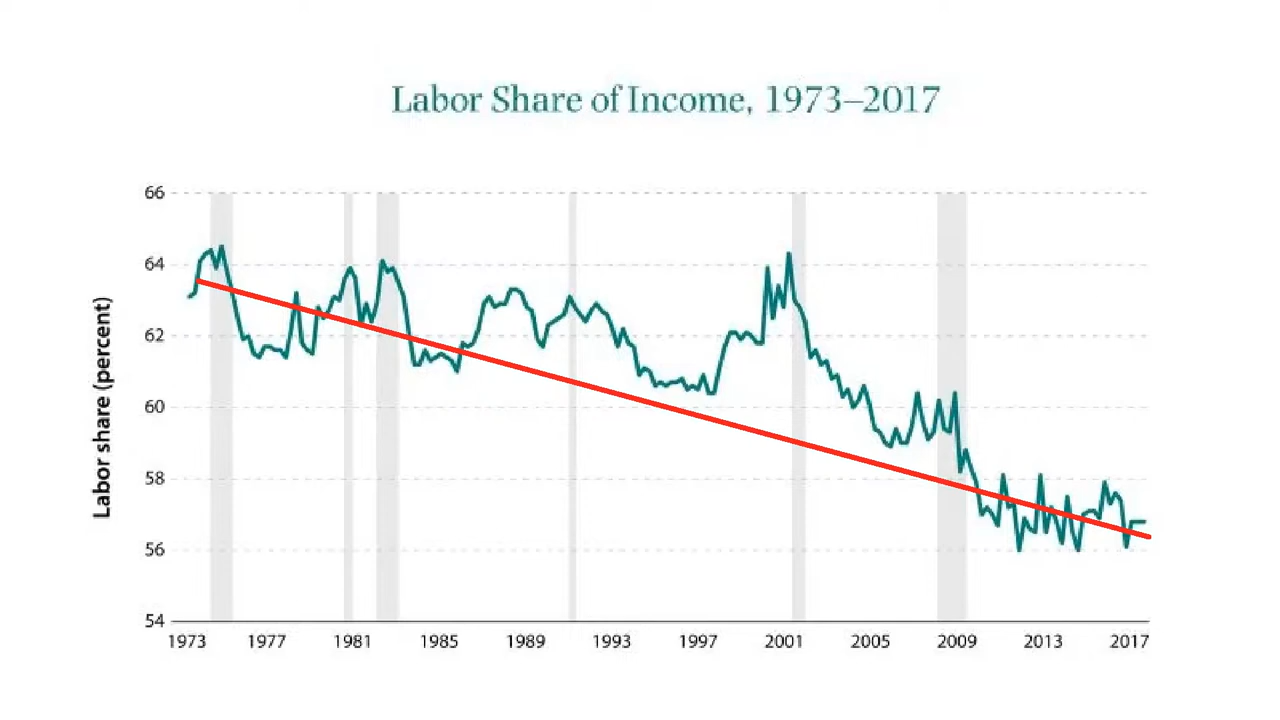 Labor Share of Income, 1973–2017
66
64
62
60
58
56
54
Labor share (percent)
1973 1977 1981 1985 1989 1993 1997 2001 2005 2009 2013 2017